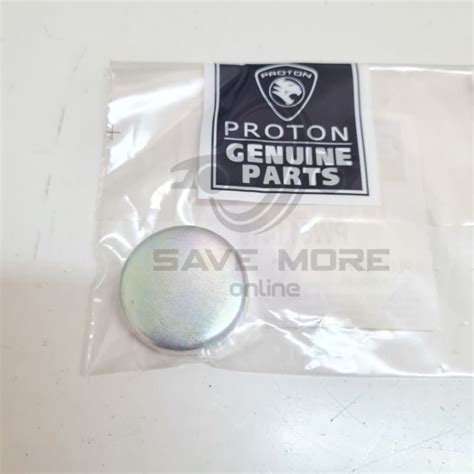 PROTON
PROTON
GENUINE
PARTS
SAVE MORE
online